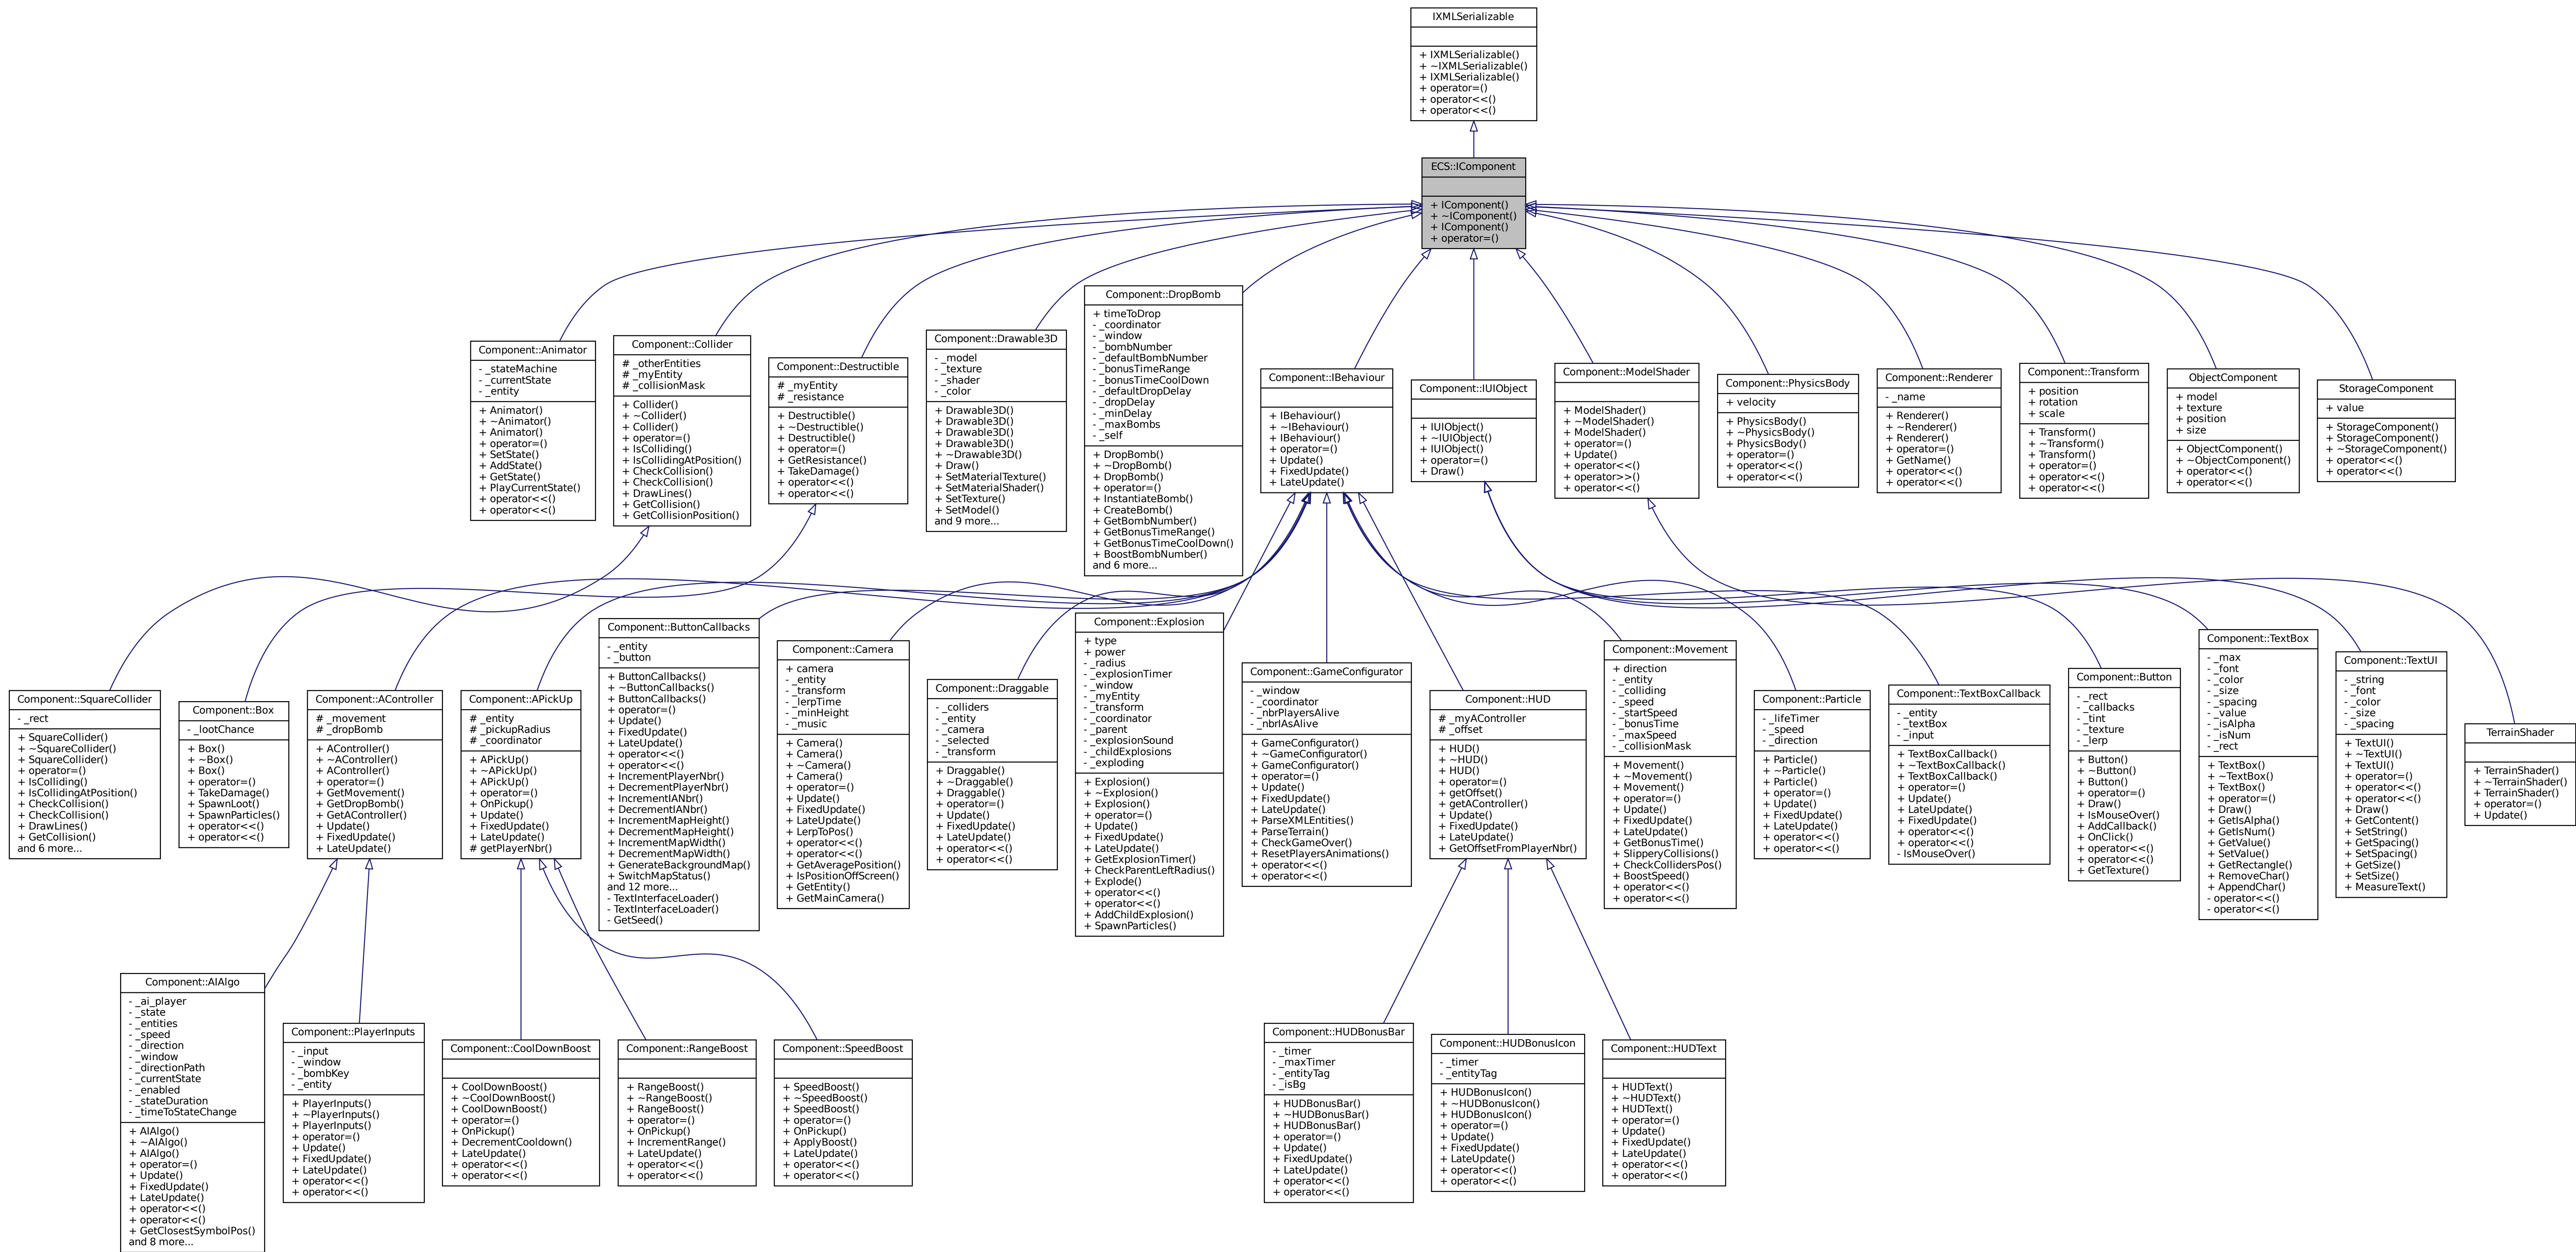 IXMLSerializable
+ IXMLSerializable()
+ ~IXMLSerializable()
+ IXMLSerializable()
+ operator=()
+ operator<<()
+ operator<<()
ECS::IComponent
+ IComponent()
+ ~IComponent()
+ IComponent()
+ operator=()
Component::Animator
- _stateMachine
- _currentState
- _entity
+ Animator()
+ ~Animator()
+ Animator()
+ operator=()
+ SetState()
+ AddState()
+ GetState()
+ PlayCurrentState()
+ operator<<()
+ operator<<()
Component::Collider
# _otherEntities
# _myEntity
# _collisionMask
+ Collider()
+ ~Collider()
+ Collider()
+ operator=()
+ IsColliding()
+ IsCollidingAtPosition()
+ CheckCollision()
+ CheckCollision()
+ DrawLines()
+ GetCollision()
+ GetCollisionPosition()
Component::Destructible
# _myEntity
# _resistance
+ Destructible()
+ ~Destructible()
+ Destructible()
+ operator=()
+ GetResistance()
+ TakeDamage()
+ operator<<()
+ operator<<()
Component::Drawable3D
- _model
- _texture
- _shader
- _color
+ Drawable3D()
+ Drawable3D()
+ Drawable3D()
+ Drawable3D()
+ ~Drawable3D()
+ Draw()
+ SetMaterialTexture()
+ SetMaterialShader()
+ SetTexture()
+ SetModel()
and 9 more...
Component::DropBomb
+ timeToDrop
- _coordinator
- _window
- _bombNumber
- _defaultBombNumber
- _bonusTimeRange
- _bonusTimeCoolDown
- _defaultDropDelay
- _dropDelay
- _minDelay
- _maxBombs
- _self
+ DropBomb()
+ ~DropBomb()
+ DropBomb()
+ operator=()
+ InstantiateBomb()
+ CreateBomb()
+ GetBombNumber()
+ GetBonusTimeRange()
+ GetBonusTimeCoolDown()
+ BoostBombNumber()
and 6 more...
Component::IBehaviour
+ IBehaviour()
+ ~IBehaviour()
+ IBehaviour()
+ operator=()
+ Update()
+ FixedUpdate()
+ LateUpdate()
Component::IUIObject
+ IUIObject()
+ ~IUIObject()
+ IUIObject()
+ operator=()
+ Draw()
Component::ModelShader
+ ModelShader()
+ ~ModelShader()
+ ModelShader()
+ operator=()
+ Update()
+ operator<<()
+ operator>>()
+ operator<<()
Component::PhysicsBody
+ velocity
+ PhysicsBody()
+ ~PhysicsBody()
+ PhysicsBody()
+ operator=()
+ operator<<()
+ operator<<()
Component::Renderer
- _name
+ Renderer()
+ ~Renderer()
+ Renderer()
+ operator=()
+ GetName()
+ operator<<()
+ operator<<()
Component::Transform
+ position
+ rotation
+ scale
+ Transform()
+ ~Transform()
+ Transform()
+ operator=()
+ operator<<()
+ operator<<()
ObjectComponent
+ model
+ texture
+ position
+ size
+ ObjectComponent()
+ ~ObjectComponent()
+ operator<<()
+ operator<<()
StorageComponent
+ value
+ StorageComponent()
+ StorageComponent()
+ ~StorageComponent()
+ operator<<()
+ operator<<()
Component::SquareCollider
- _rect
+ SquareCollider()
+ ~SquareCollider()
+ SquareCollider()
+ operator=()
+ IsColliding()
+ IsCollidingAtPosition()
+ CheckCollision()
+ CheckCollision()
+ DrawLines()
+ GetCollision()
and 6 more...
Component::Box
- _lootChance
+ Box()
+ ~Box()
+ Box()
+ operator=()
+ TakeDamage()
+ SpawnLoot()
+ SpawnParticles()
+ operator<<()
+ operator<<()
Component::AController
# _movement
# _dropBomb
+ AController()
+ ~AController()
+ AController()
+ operator=()
+ GetMovement()
+ GetDropBomb()
+ GetAController()
+ Update()
+ FixedUpdate()
+ LateUpdate()
Component::APickUp
# _entity
# _pickupRadius
# _coordinator
+ APickUp()
+ ~APickUp()
+ APickUp()
+ operator=()
+ OnPickup()
+ Update()
+ FixedUpdate()
+ LateUpdate()
# getPlayerNbr()
Component::ButtonCallbacks
- _entity
- _button
+ ButtonCallbacks()
+ ~ButtonCallbacks()
+ ButtonCallbacks()
+ operator=()
+ Update()
+ FixedUpdate()
+ LateUpdate()
+ operator<<()
+ operator<<()
+ IncrementPlayerNbr()
+ DecrementPlayerNbr()
+ IncrementIANbr()
+ DecrementIANbr()
+ IncrementMapHeight()
+ DecrementMapHeight()
+ IncrementMapWidth()
+ DecrementMapWidth()
+ GenerateBackgroundMap()
+ SwitchMapStatus()
and 12 more...
- TextInterfaceLoader()
- TextInterfaceLoader()
- GetSeed()
Component::Camera
+ camera
- _entity
- _transform
- _lerpTime
- _minHeight
- _music
+ Camera()
+ Camera()
+ ~Camera()
+ Camera()
+ operator=()
+ Update()
+ FixedUpdate()
+ LateUpdate()
+ LerpToPos()
+ operator<<()
+ operator<<()
+ GetAveragePosition()
+ IsPositionOffScreen()
+ GetEntity()
+ GetMainCamera()
Component::Draggable
- _colliders
- _entity
- _camera
- _selected
- _transform
+ Draggable()
+ ~Draggable()
+ Draggable()
+ operator=()
+ Update()
+ FixedUpdate()
+ LateUpdate()
+ operator<<()
+ operator<<()
Component::Explosion
+ type
+ power
- _radius
- _explosionTimer
- _window
- _myEntity
- _transform
- _coordinator
- _parent
- _explosionSound
- _childExplosions
- _exploding
+ Explosion()
+ ~Explosion()
+ Explosion()
+ operator=()
+ Update()
+ FixedUpdate()
+ LateUpdate()
+ GetExplosionTimer()
+ CheckParentLeftRadius()
+ Explode()
+ operator<<()
+ operator<<()
+ AddChildExplosion()
+ SpawnParticles()
Component::GameConfigurator
- _window
- _coordinator
- _nbrPlayersAlive
- _nbrIAsAlive
+ GameConfigurator()
+ ~GameConfigurator()
+ GameConfigurator()
+ operator=()
+ Update()
+ FixedUpdate()
+ LateUpdate()
+ ParseXMLEntities()
+ ParseTerrain()
+ CheckGameOver()
+ ResetPlayersAnimations()
+ operator<<()
+ operator<<()
Component::HUD
# _myAController
# _offset
+ HUD()
+ ~HUD()
+ HUD()
+ operator=()
+ getOffset()
+ getAController()
+ Update()
+ FixedUpdate()
+ LateUpdate()
+ GetOffsetFromPlayerNbr()
Component::Movement
+ direction
- _entity
- _colliding
- _speed
- _startSpeed
- _bonusTime
- _maxSpeed
- _collisionMask
+ Movement()
+ ~Movement()
+ Movement()
+ operator=()
+ Update()
+ FixedUpdate()
+ LateUpdate()
+ GetBonusTime()
+ SlipperyCollisions()
+ CheckCollidersPos()
+ BoostSpeed()
+ operator<<()
+ operator<<()
Component::Particle
- _lifeTimer
- _speed
- _direction
+ Particle()
+ ~Particle()
+ Particle()
+ operator=()
+ Update()
+ FixedUpdate()
+ LateUpdate()
+ operator<<()
+ operator<<()
Component::TextBoxCallback
- _entity
- _textBox
- _input
+ TextBoxCallback()
+ ~TextBoxCallback()
+ TextBoxCallback()
+ operator=()
+ Update()
+ LateUpdate()
+ FixedUpdate()
+ operator<<()
+ operator<<()
- IsMouseOver()
Component::Button
- _rect
- _callbacks
- _tint
- _texture
- _lerp
+ Button()
+ ~Button()
+ Button()
+ operator=()
+ Draw()
+ IsMouseOver()
+ AddCallback()
+ OnClick()
+ operator<<()
+ operator<<()
+ GetTexture()
Component::TextBox
- _max
- _font
- _color
- _size
- _spacing
- _value
- _isAlpha
- _isNum
- _rect
+ TextBox()
+ ~TextBox()
+ TextBox()
+ operator=()
+ Draw()
+ GetIsAlpha()
+ GetIsNum()
+ GetValue()
+ SetValue()
+ GetRectangle()
+ RemoveChar()
+ AppendChar()
- operator<<()
- operator<<()
Component::TextUI
- _string
- _font
- _color
- _size
- _spacing
+ TextUI()
+ ~TextUI()
+ TextUI()
+ operator=()
+ operator<<()
+ operator<<()
+ Draw()
+ GetContent()
+ SetString()
+ GetSpacing()
+ SetSpacing()
+ GetSize()
+ SetSize()
+ MeasureText()
TerrainShader
+ TerrainShader()
+ ~TerrainShader()
+ TerrainShader()
+ operator=()
+ Update()
Component::AIAlgo
- _ai_player
- _state
- _entities
- _speed
- _direction
- _window
- _directionPath
- _currentState
- _enabled
- _stateDuration
- _timeToStateChange
+ AIAlgo()
+ ~AIAlgo()
+ AIAlgo()
+ operator=()
+ Update()
+ FixedUpdate()
+ LateUpdate()
+ operator<<()
+ operator<<()
+ GetClosestSymbolPos()
and 8 more...
Component::PlayerInputs
- _input
- _window
- _bombKey
- _entity
+ PlayerInputs()
+ ~PlayerInputs()
+ PlayerInputs()
+ operator=()
+ Update()
+ FixedUpdate()
+ LateUpdate()
+ operator<<()
+ operator<<()
Component::CoolDownBoost
+ CoolDownBoost()
+ ~CoolDownBoost()
+ CoolDownBoost()
+ operator=()
+ OnPickup()
+ DecrementCooldown()
+ LateUpdate()
+ operator<<()
+ operator<<()
Component::RangeBoost
+ RangeBoost()
+ ~RangeBoost()
+ RangeBoost()
+ operator=()
+ OnPickup()
+ IncrementRange()
+ LateUpdate()
+ operator<<()
+ operator<<()
Component::SpeedBoost
+ SpeedBoost()
+ ~SpeedBoost()
+ SpeedBoost()
+ operator=()
+ OnPickup()
+ ApplyBoost()
+ LateUpdate()
+ operator<<()
+ operator<<()
Component::HUDBonusBar
- _timer
- _maxTimer
- _entityTag
- _isBg
+ HUDBonusBar()
+ ~HUDBonusBar()
+ HUDBonusBar()
+ operator=()
+ Update()
+ FixedUpdate()
+ LateUpdate()
+ operator<<()
+ operator<<()
Component::HUDBonusIcon
- _timer
- _entityTag
+ HUDBonusIcon()
+ ~HUDBonusIcon()
+ HUDBonusIcon()
+ operator=()
+ Update()
+ FixedUpdate()
+ LateUpdate()
+ operator<<()
+ operator<<()
Component::HUDText
+ HUDText()
+ ~HUDText()
+ HUDText()
+ operator=()
+ Update()
+ FixedUpdate()
+ LateUpdate()
+ operator<<()
+ operator<<()